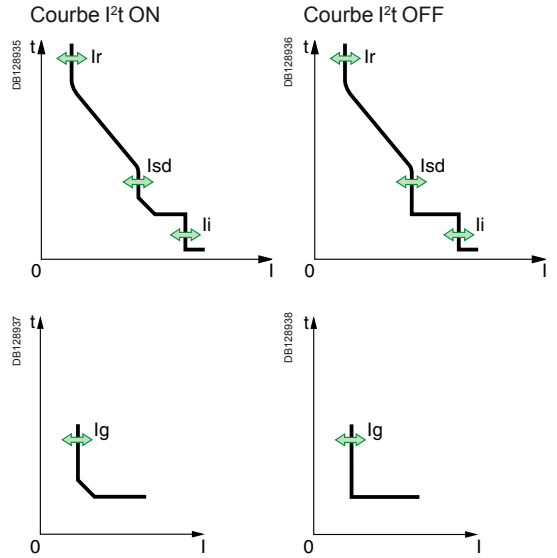 Courbe I²t ON
Courbe I²t OFF
DB128935
t
Ir
Isd
Ii
0
I
DB128936
t
Ir
Isd
Ii
0
I
DB128937
t
Ig
0
I
DB128938
t
Ig
0
I